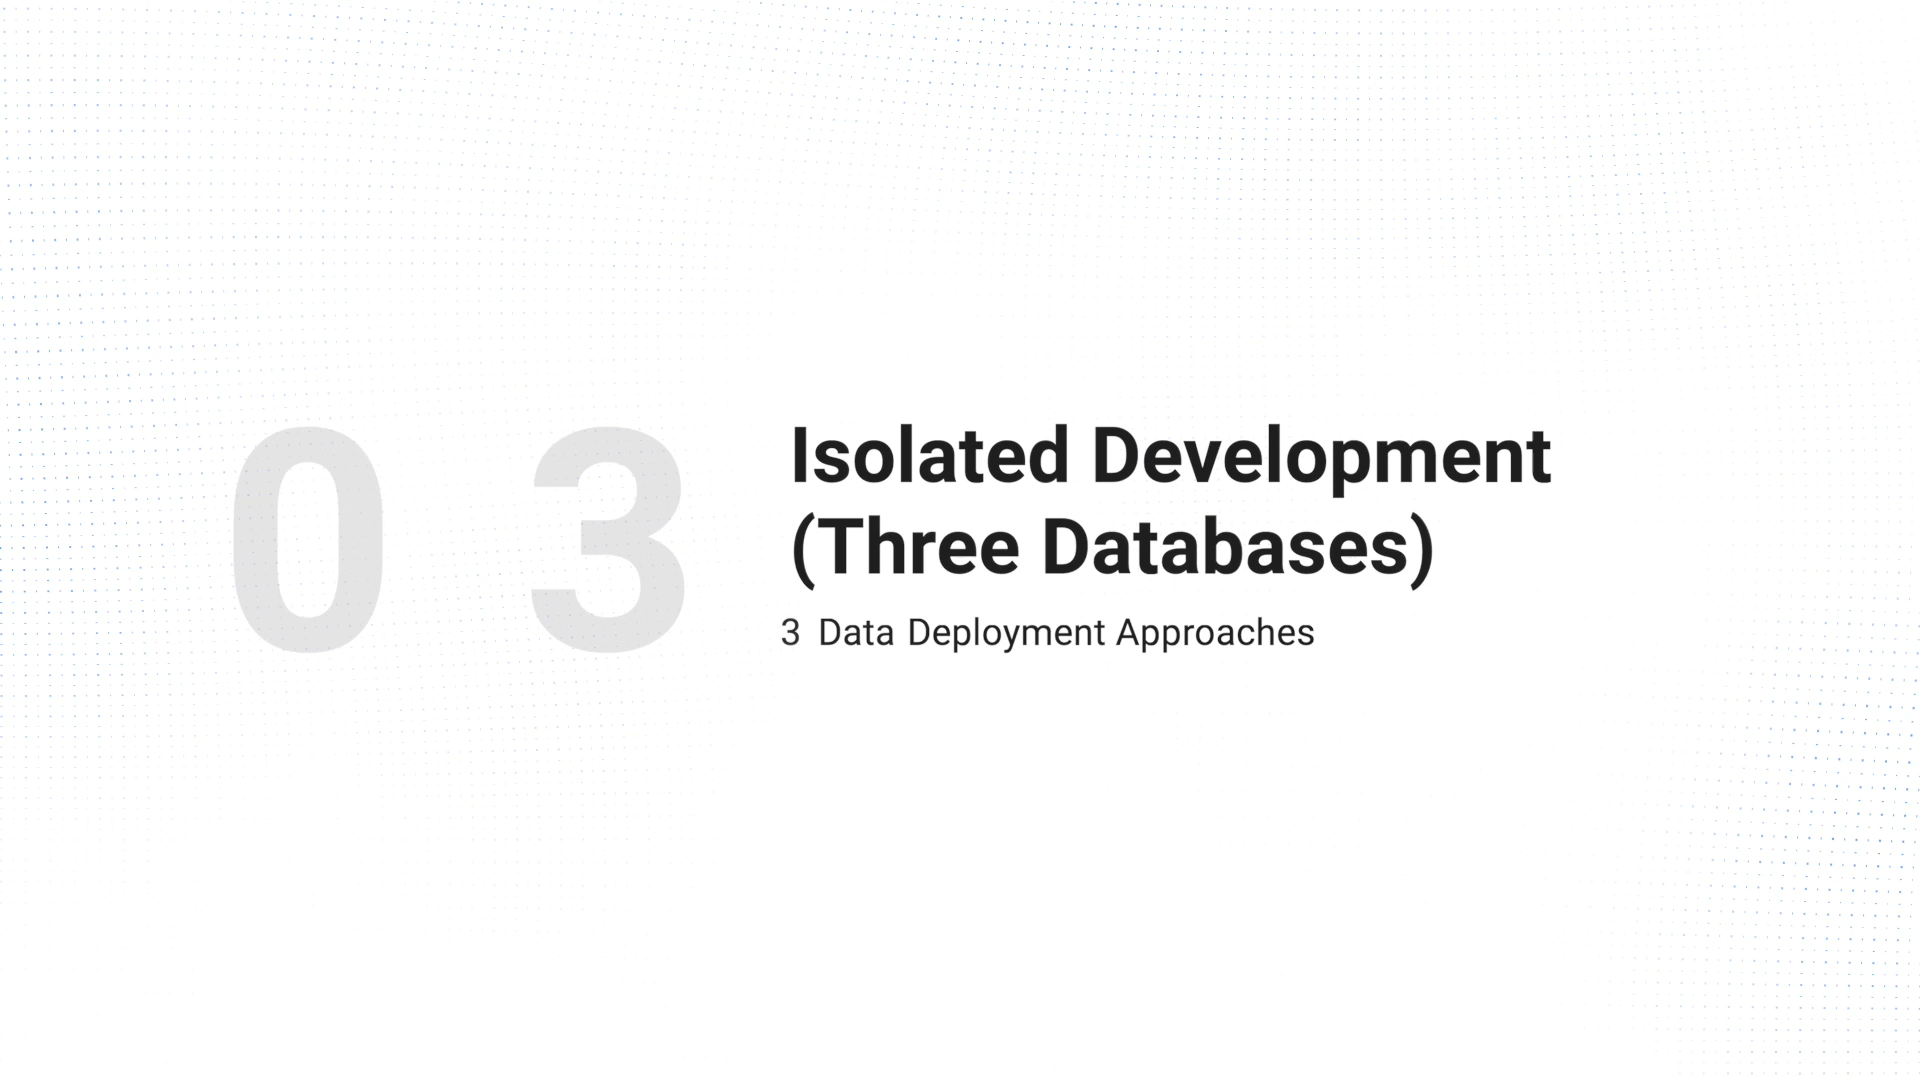 0 3
Isolated Development
(Three Databases)
3 Data Deployment Approaches